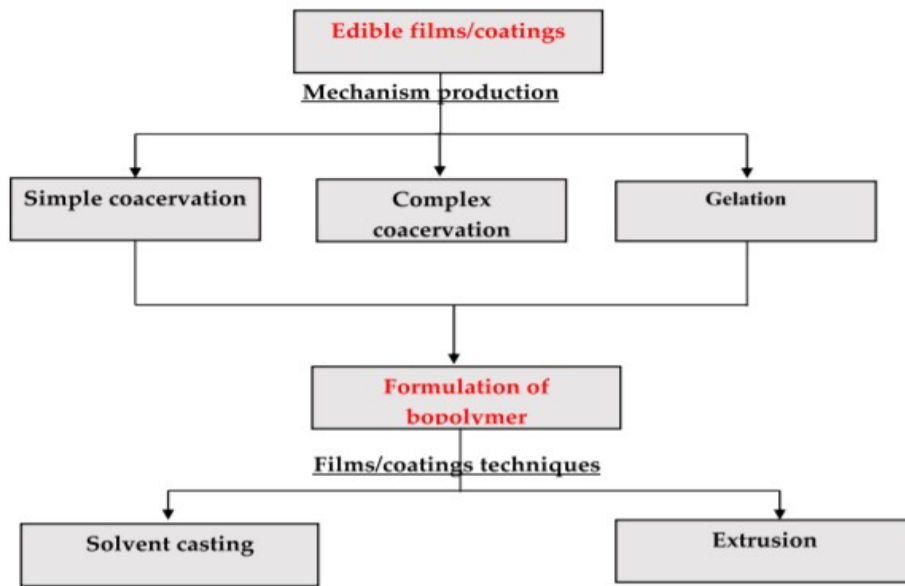 Edible films/coatings
Mechanism production
Simple coacervation
Complex
coacervation
Gelation
Formulation of
bopolymer
Films/coatings techniques
Solvent casting
Extrusion